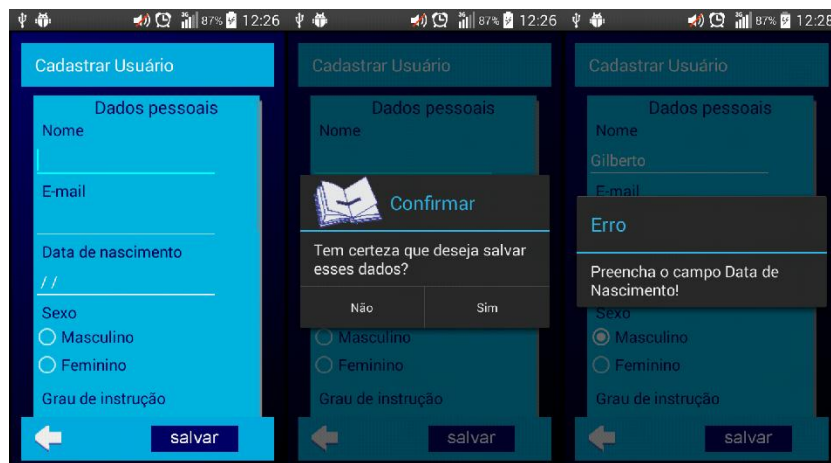 87% 12:26
Cadastrar Usuário
Dados pessoais
Nome
E-mail
Data de nascimento
/ /
Sexo
Masculino
Feminino
Grau de instrução
salvar
87% 12:26
Cadastrar Usuário
Dados pessoais
Nome
Confirmar
Tem certeza que deseja salvar
esses dados?
Não Sim
Masculino
Feminino
Grau de instrução
salvar
87% 12:28
Cadastrar Usuário
Dados pessoais
Nome
Gilberto
E-mail
Erro
Preencha o campo Data de
Nascimento!
Sexo
Masculino
Feminino
Grau de instrução
salvar